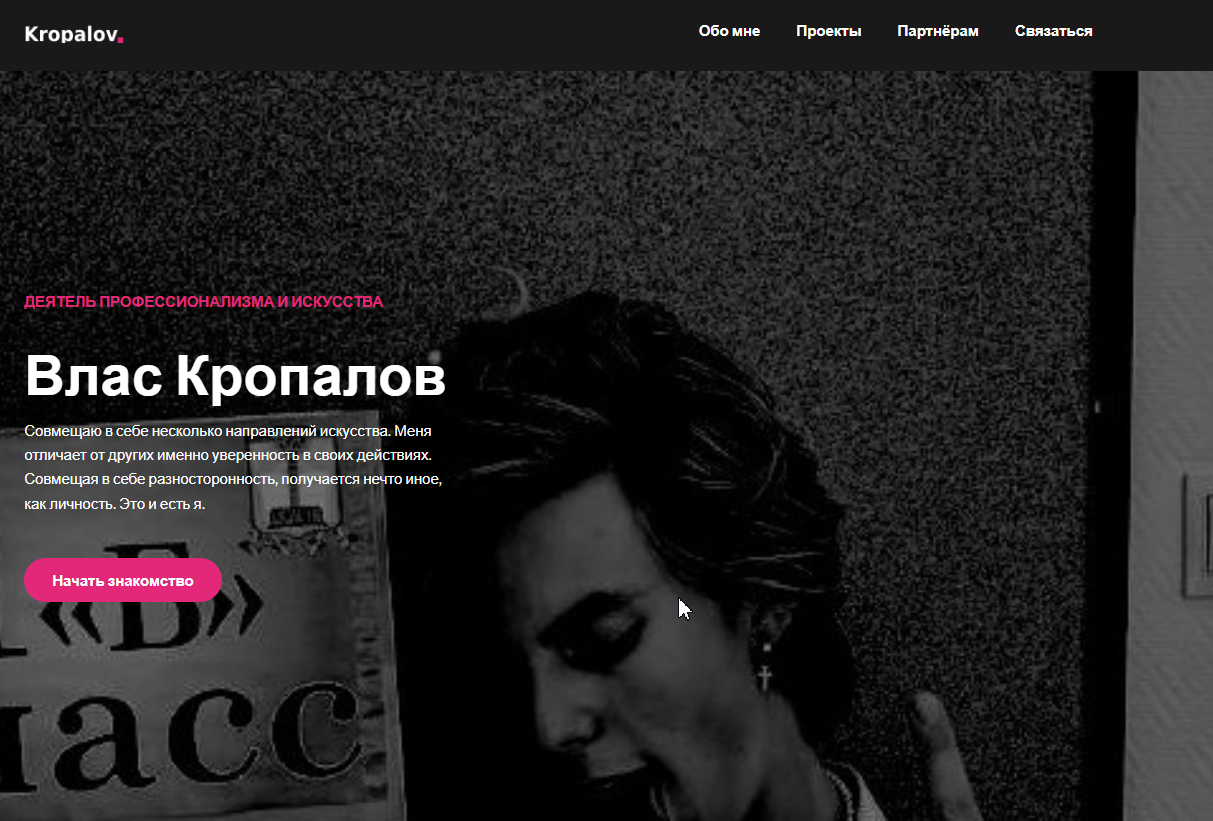 Kropalov.
Обо мне
Проекты
Партнёрам
Связаться
ДЕЯТЕЛЬ ПРОФЕССИОНАЛИЗМА И ИСКУССТВА
Влас Кропалов
Совмещаю в себе несколько направлений искусства. Меня
отличает от других именно уверенность в своих действиях.
Совмещая в себе разносторонность, получается нечто иное,
как личность. Это и есть я.
Начать знакомство
«Б»
ласс